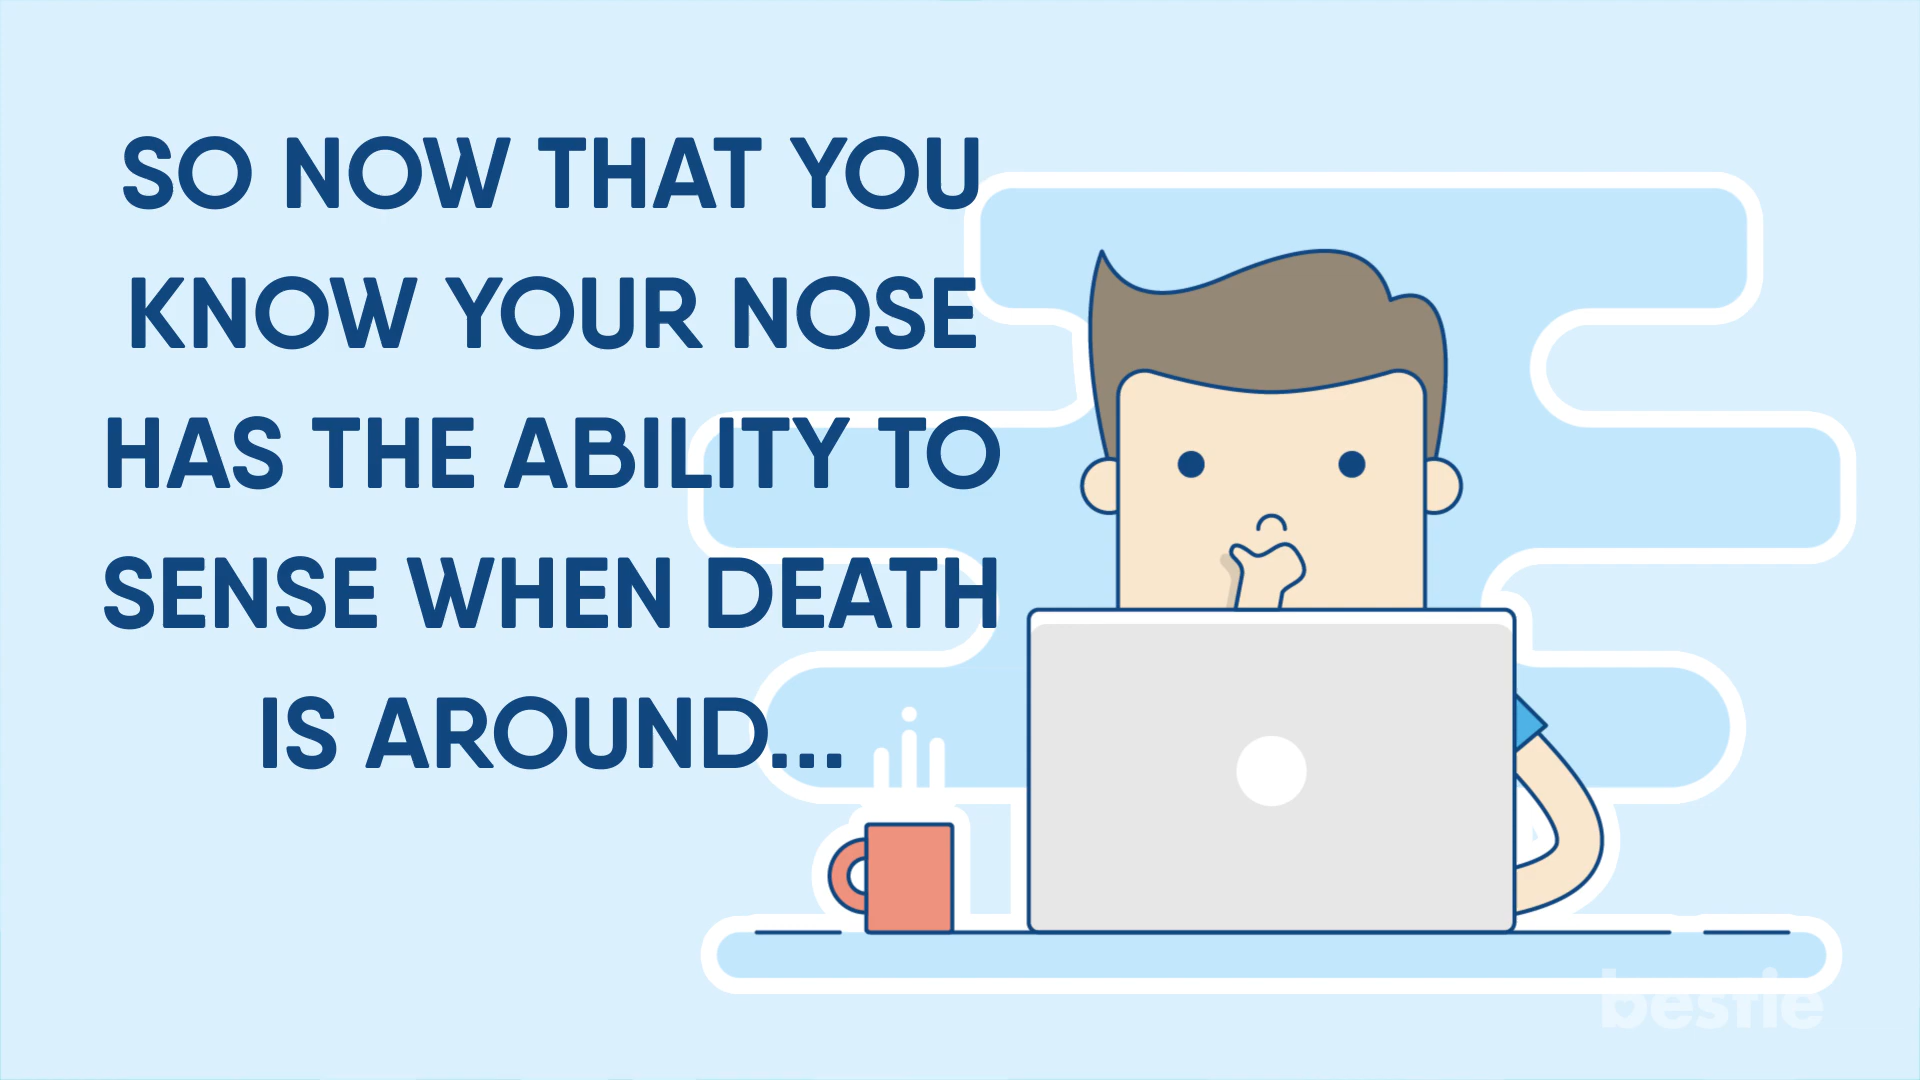 SO NOW THAT YOU
KNOW YOUR NOSE
HAS THE ABILITY TO
SENSE WHEN DEATH
IS AROUND...
bestie